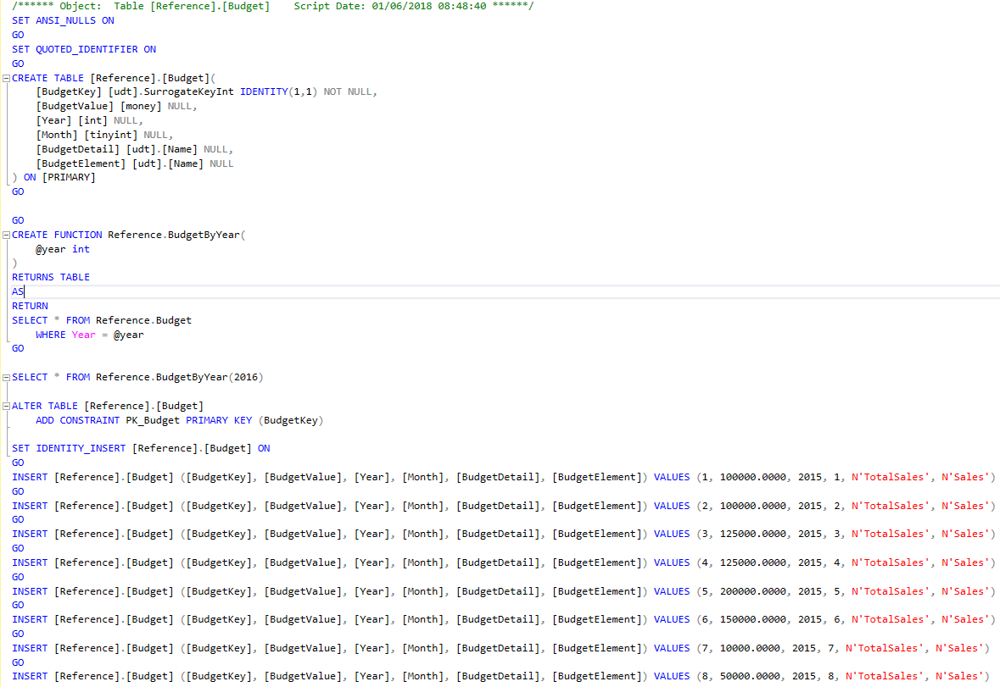 /****** Object:  Table [Reference].[Budget]    Script Date: 01/06/2018 08:48:40 ******/
SET ANSI_NULLS ON
GO
SET QUOTED_IDENTIFIER ON
GO
CREATE TABLE [Reference].[Budget](
    [BudgetKey] [udt].SurrogateKeyInt IDENTITY(1,1) NOT NULL,
    [BudgetValue] [money] NULL,
    [Year] [int] NULL,
    [Month] [tinyint] NULL,
    [BudgetDetail] [udt].[Name] NULL,
    [BudgetElement] [udt].[Name] NULL
) ON [PRIMARY]
GO
GO
CREATE FUNCTION Reference.BudgetByYear(
    @year int
)
RETURNS TABLE
AS
RETURN
SELECT * FROM Reference.Budget
    WHERE Year = @year
GO
SELECT * FROM Reference.BudgetByYear(2016)
ALTER TABLE [Reference].[Budget]
    ADD CONSTRAINT PK_Budget PRIMARY KEY (BudgetKey)
SET IDENTITY_INSERT [Reference].[Budget] ON
GO
INSERT [Reference].[Budget] ([BudgetKey], [BudgetValue], [Year], [Month], [BudgetDetail], [BudgetElement]) VALUES (1, 100000.0000, 2015, 1, N'TotalSales', N'Sales')
GO
INSERT [Reference].[Budget] ([BudgetKey], [BudgetValue], [Year], [Month], [BudgetDetail], [BudgetElement]) VALUES (2, 100000.0000, 2015, 2, N'TotalSales', N'Sales')
GO
INSERT [Reference].[Budget] ([BudgetKey], [BudgetValue], [Year], [Month], [BudgetDetail], [BudgetElement]) VALUES (3, 125000.0000, 2015, 3, N'TotalSales', N'Sales')
GO
INSERT [Reference].[Budget] ([BudgetKey], [BudgetValue], [Year], [Month], [BudgetDetail], [BudgetElement]) VALUES (4, 125000.0000, 2015, 4, N'TotalSales', N'Sales')
GO
INSERT [Reference].[Budget] ([BudgetKey], [BudgetValue], [Year], [Month], [BudgetDetail], [BudgetElement]) VALUES (5, 200000.0000, 2015, 5, N'TotalSales', N'Sales')
GO
INSERT [Reference].[Budget] ([BudgetKey], [BudgetValue], [Year], [Month], [BudgetDetail], [BudgetElement]) VALUES (6, 150000.0000, 2015, 6, N'TotalSales', N'Sales')
GO
INSERT [Reference].[Budget] ([BudgetKey], [BudgetValue], [Year], [Month], [BudgetDetail], [BudgetElement]) VALUES (7, 10000.0000, 2015, 7, N'TotalSales', N'Sales')
GO
INSERT [Reference].[Budget] ([BudgetKey], [BudgetValue], [Year], [Month], [BudgetDetail], [BudgetElement]) VALUES (8, 50000.0000, 2015, 8, N'TotalSales', N'Sales')